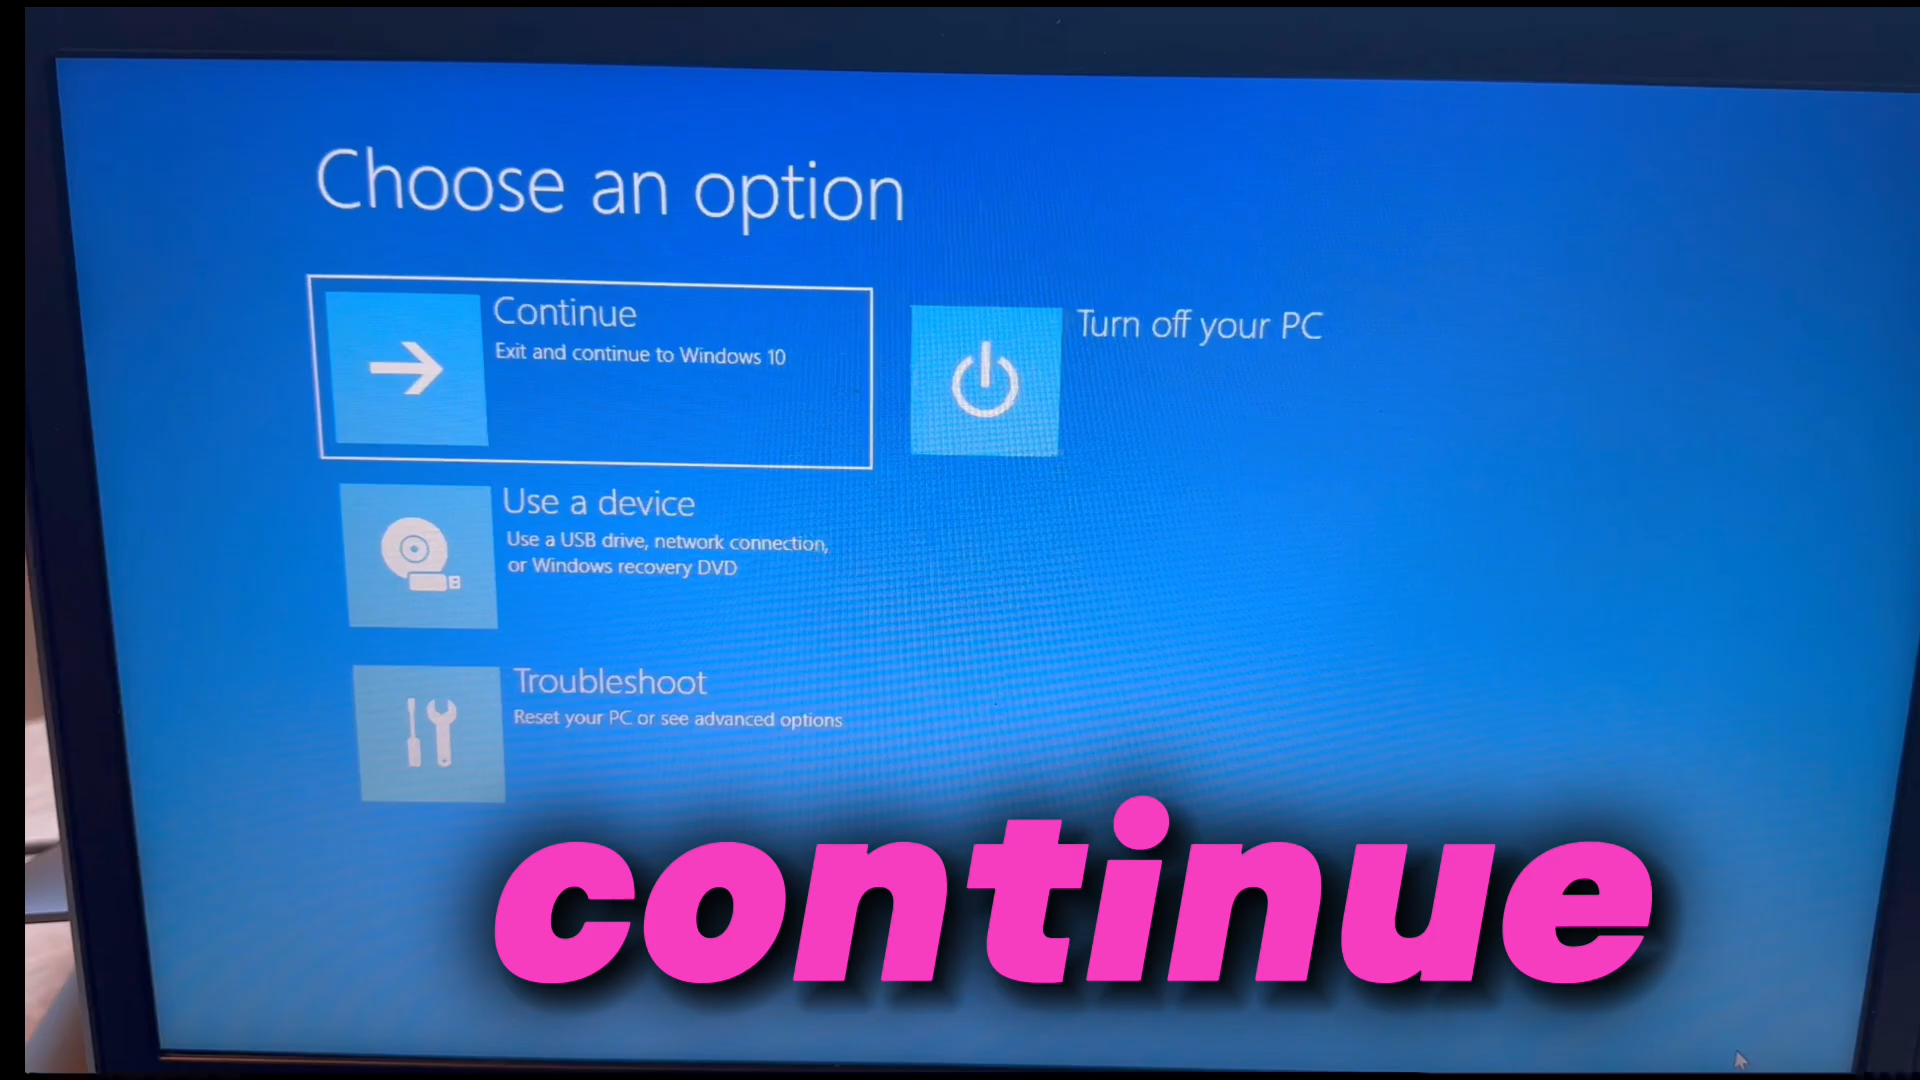 Choose an option
Continue
Exit and continue to Windows 10
Turn off your PC
Use a device
Use a USB drive, network connection,
or Windows recovery DVD
Troubleshoot
Reset your PC or see advanced options
continue